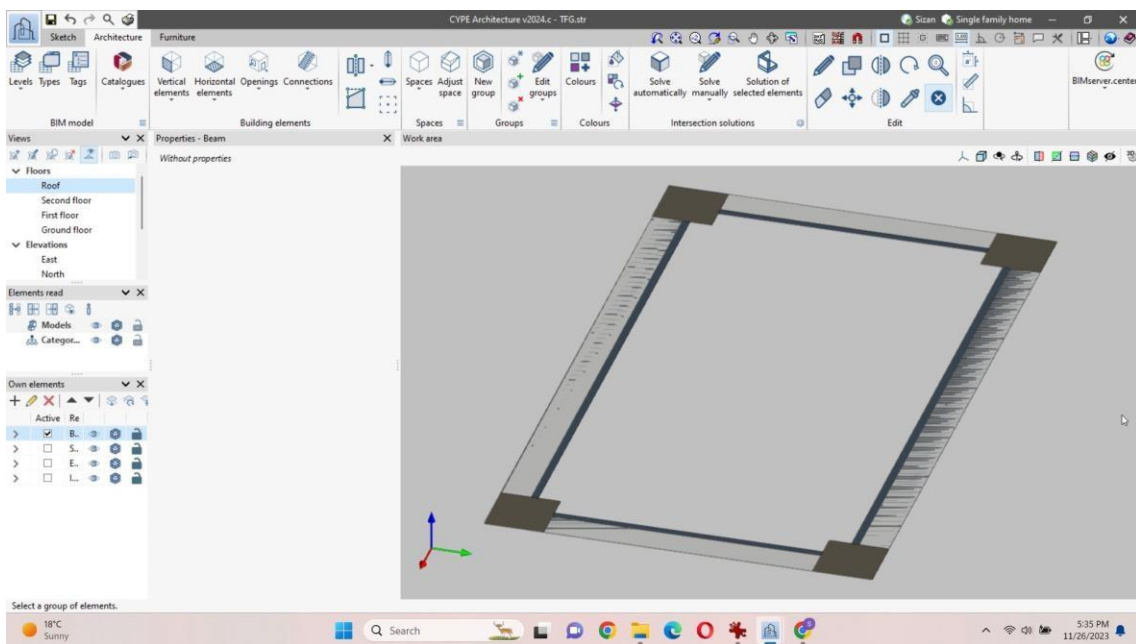 CYPE Architecture v2024.c - TFG.str
Sizan
Single family home
Sketch
Architecture
Furniture
Levels
Types
Tags
Catalogues
BIM model
Vertical elements
Horizontal elements
Openings
Connections
Building elements
Spaces
Adjust space
Spaces
New group
Edit groups
Groups
Colours
Colours
Solve automatically
Solve manually
Solution of selected elements
Intersection solutions
Edit
BIMserver.center
Views
Floors
Roof
Second floor
First floor
Ground floor
Elevations
East
North
Elements read
Models
Categor...
Own elements
Active Re
B..
S..
E..
I...
Properties - Beam
Without properties
Work area
Select a group of elements.
18°C
Sunny
Search
5:35 PM
11/26/2023